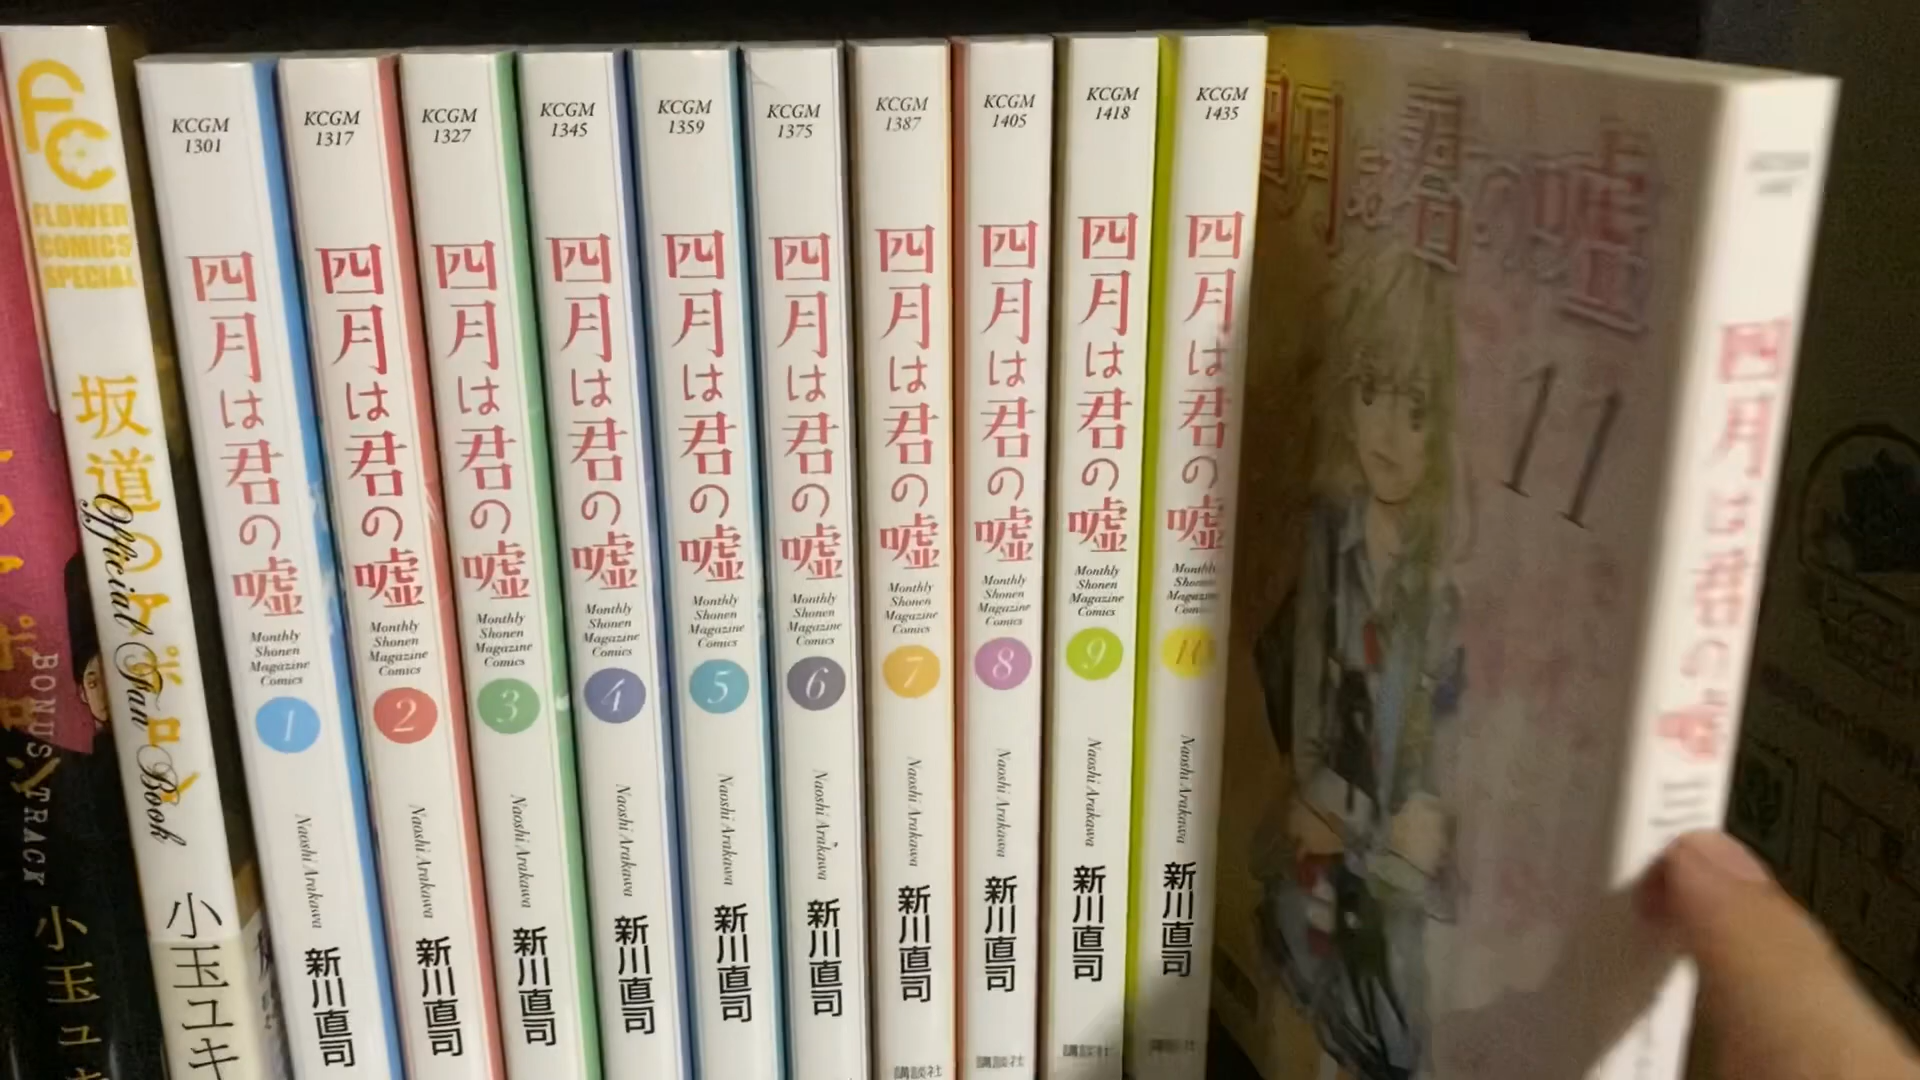 FC
FLOWER
COMICS
SPECIAL
坂道のアポロン
Official Fan Book
小玉ユキ
BONUS TRACK
小玉ユキ
KCGM
1301
四月は君の嘘
Monthly
Shonen
Magazine
Comics
1
Naoshi Arakawa
新川直司
KCGM
1317
四月は君の嘘
Monthly
Shonen
Magazine
Comics
2
Naoshi Arakawa
新川直司
KCGM
1327
四月は君の嘘
Monthly
Shonen
Magazine
Comics
3
Naoshi Arakawa
新川直司
KCGM
1345
四月は君の嘘
Monthly
Shonen
Magazine
Comics
4
Naoshi Arakawa
新川直司
KCGM
1359
四月は君の嘘
Monthly
Shonen
Magazine
Comics
5
Naoshi Arakawa
新川直司
KCGM
1375
四月は君の嘘
Monthly
Shonen
Magazine
Comics
6
Naoshi Arakawa
新川直司
KCGM
1387
四月は君の嘘
Monthly
Shonen
Magazine
Comics
7
Naoshi Arakawa
新川直司
講談社
KCGM
1405
四月は君の嘘
Monthly
Shonen
Magazine
Comics
8
Naoshi Arakawa
新川直司
講談社
KCGM
1418
四月は君の嘘
Monthly
Shonen
Magazine
Comics
9
Naoshi Arakawa
新川直司
講談社
KCGM
1435
四月は君の嘘
Monthly
Shonen
Magazine
Comics
10
Naoshi Arakawa
新川直司
講談社
四月は君の嘘
11
四月は君の嘘